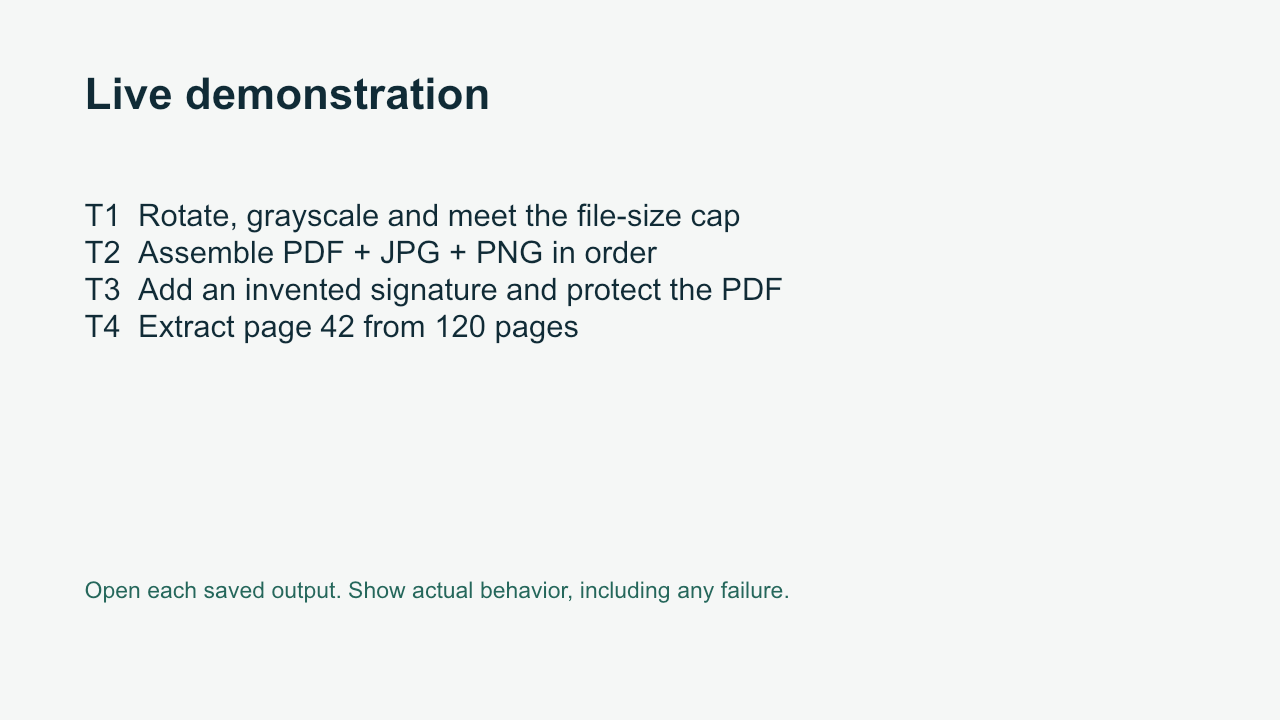 Live demonstration
T1 Rotate, grayscale and meet the file-size cap
T2 Assemble PDF + JPG + PNG in order
T3 Add an invented signature and protect the PDF
T4 Extract page 42 from 120 pages
Open each saved output. Show actual behavior, including any failure.